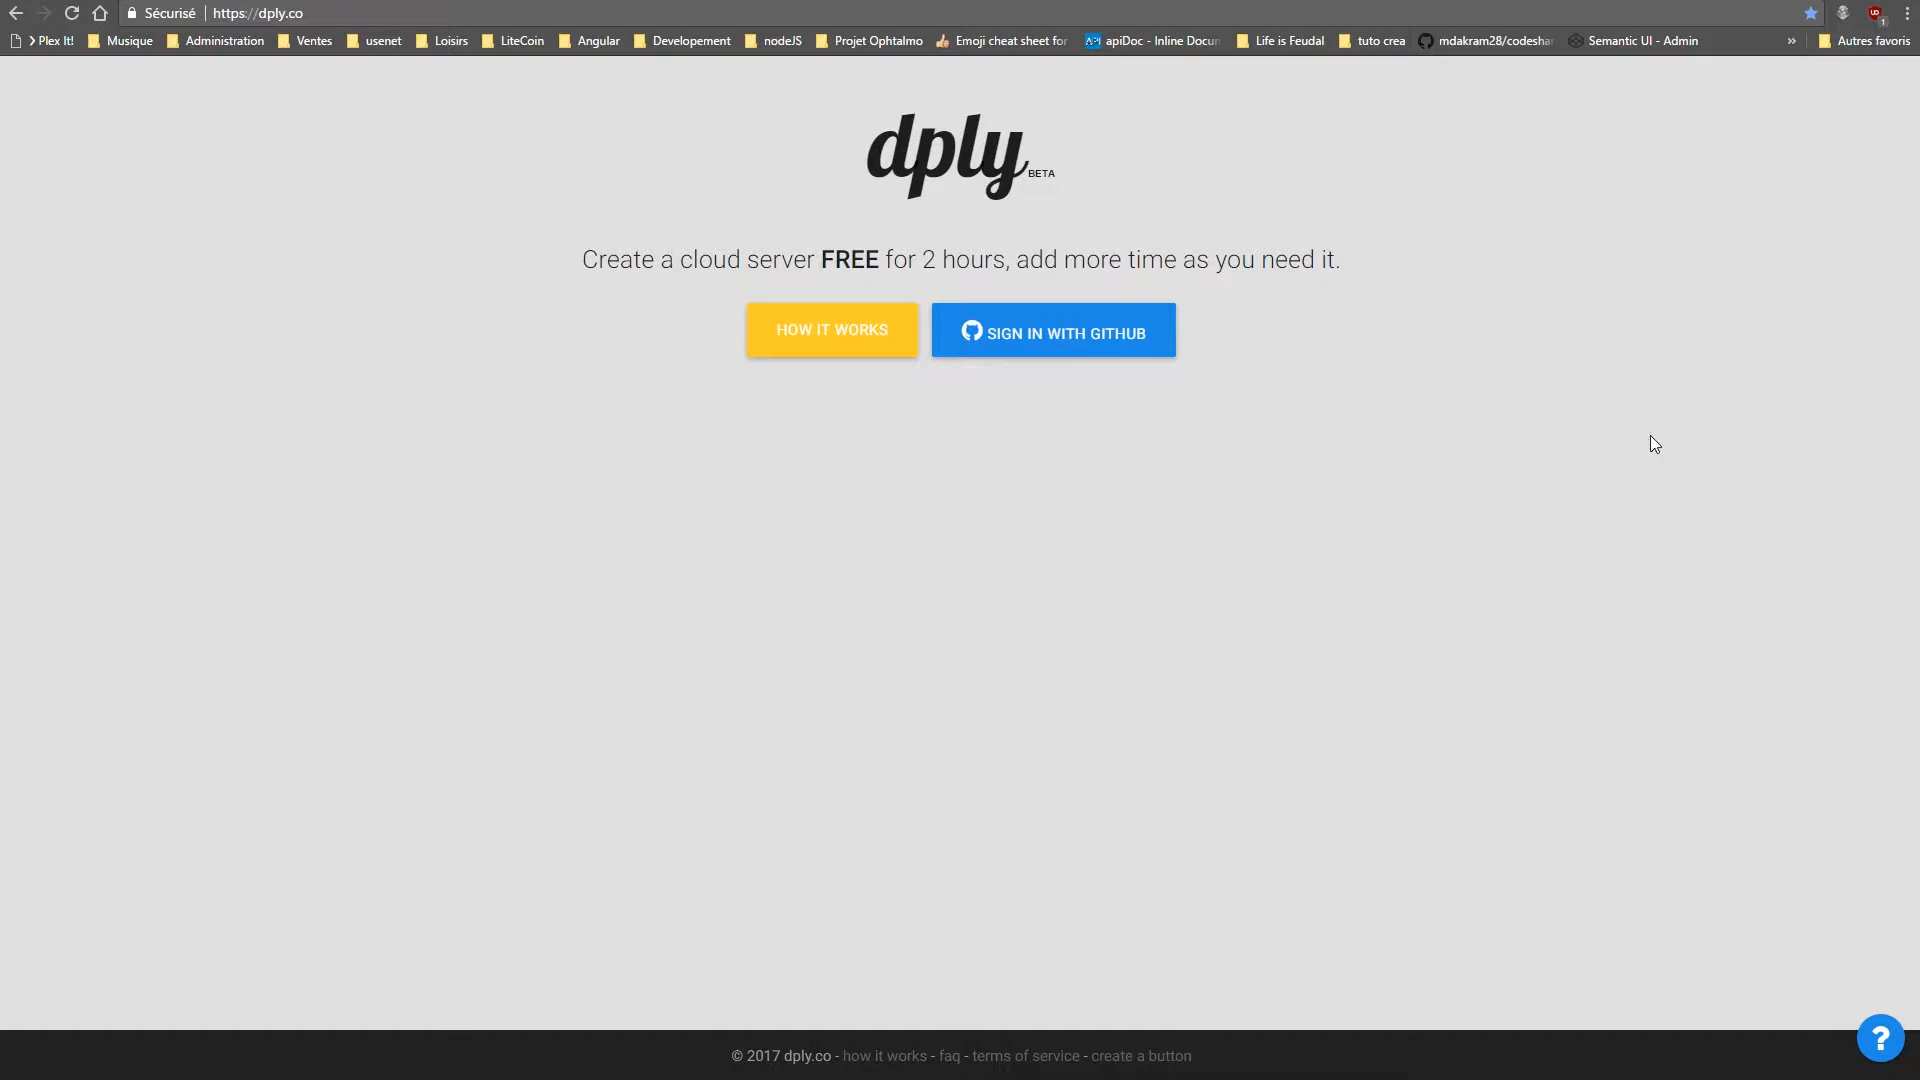 Sécurisé | https://dply.co
Plex It! Musique Administration Ventes usenet Loisirs LiteCoin Angular Developement nodeJS Projet Ophtalmo Emoji cheat sheet for apiDoc - Inline Docun Life is Feudal tuto crea mdakram28/codesha Semantic UI - Admin » Autres favoris
dply BETA
Create a cloud server FREE for 2 hours, add more time as you need it.
HOW IT WORKS SIGN IN WITH GITHUB
?
© 2017 dply.co - how it works - faq - terms of service - create a button